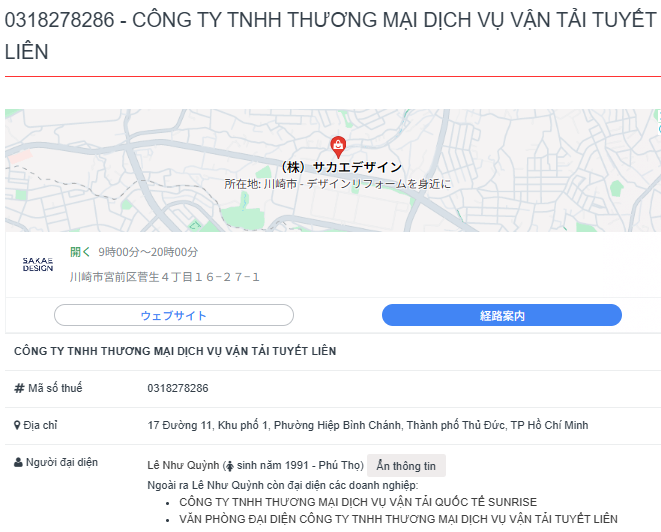 0318278286 - CÔNG TY TNHH THƯƠNG MẠI DỊCH VỤ VẬN TẢI TUYẾT
LIÊN
（株）サカエデザイン
所在地: 川崎市 - デザインリフォームを身近に
SAKAE
DESIGN
開く 9時00分～20時00分
川崎市宮前区菅生４丁目１６−２７−１
ウェブサイト
経路案内
CÔNG TY TNHH THƯƠNG MẠI DỊCH VỤ VẬN TẢI TUYẾT LIÊN
Mã số thuế 0318278286
Địa chỉ 17 Đường 11, Khu phố 1, Phường Hiệp Bình Chánh, Thành phố Thủ Đức, TP Hồ Chí Minh
Người đại diện Lê Như Quỳnh ( sinh năm 1991 - Phú Thọ) Ẩn thông tin
Ngoài ra Lê Như Quỳnh còn đại diện các doanh nghiệp:
• CÔNG TY TNHH THƯƠNG MẠI DỊCH VỤ VẬN TẢI QUỐC TẾ SUNRISE
• VĂN PHÒNG ĐẠI DIỆN CÔNG TY TNHH THƯƠNG MẠI DỊCH VỤ VẬN TẢI TUYẾT LIÊN